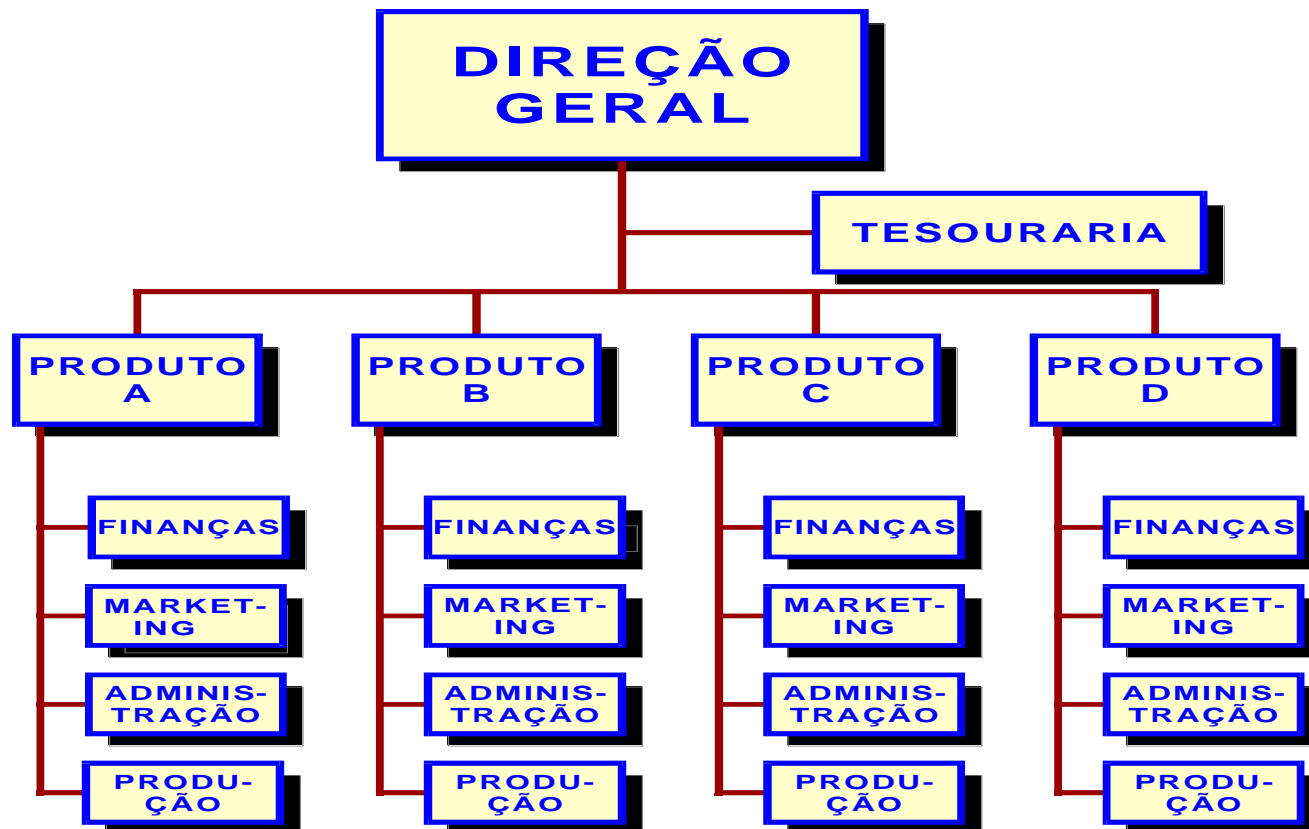 DIREÇÃO
GERAL
TESOURARIA
PRODUTO
A
PRODUTO
B
PRODUTO
C
PRODUTO
D
FINANÇAS
FINANÇAS
FINANÇAS
FINANÇAS
MARKET-
ING
MARKET-
ING
MARKET-
ING
MARKET-
ING
ADMINIS-
TRAÇÃO
ADMINIS-
TRAÇÃO
ADMINIS-
TRAÇÃO
ADMINIS-
TRAÇÃO
PRODU-
ÇÃO
PRODU-
ÇÃO
PRODU-
ÇÃO
PRODU-
ÇÃO